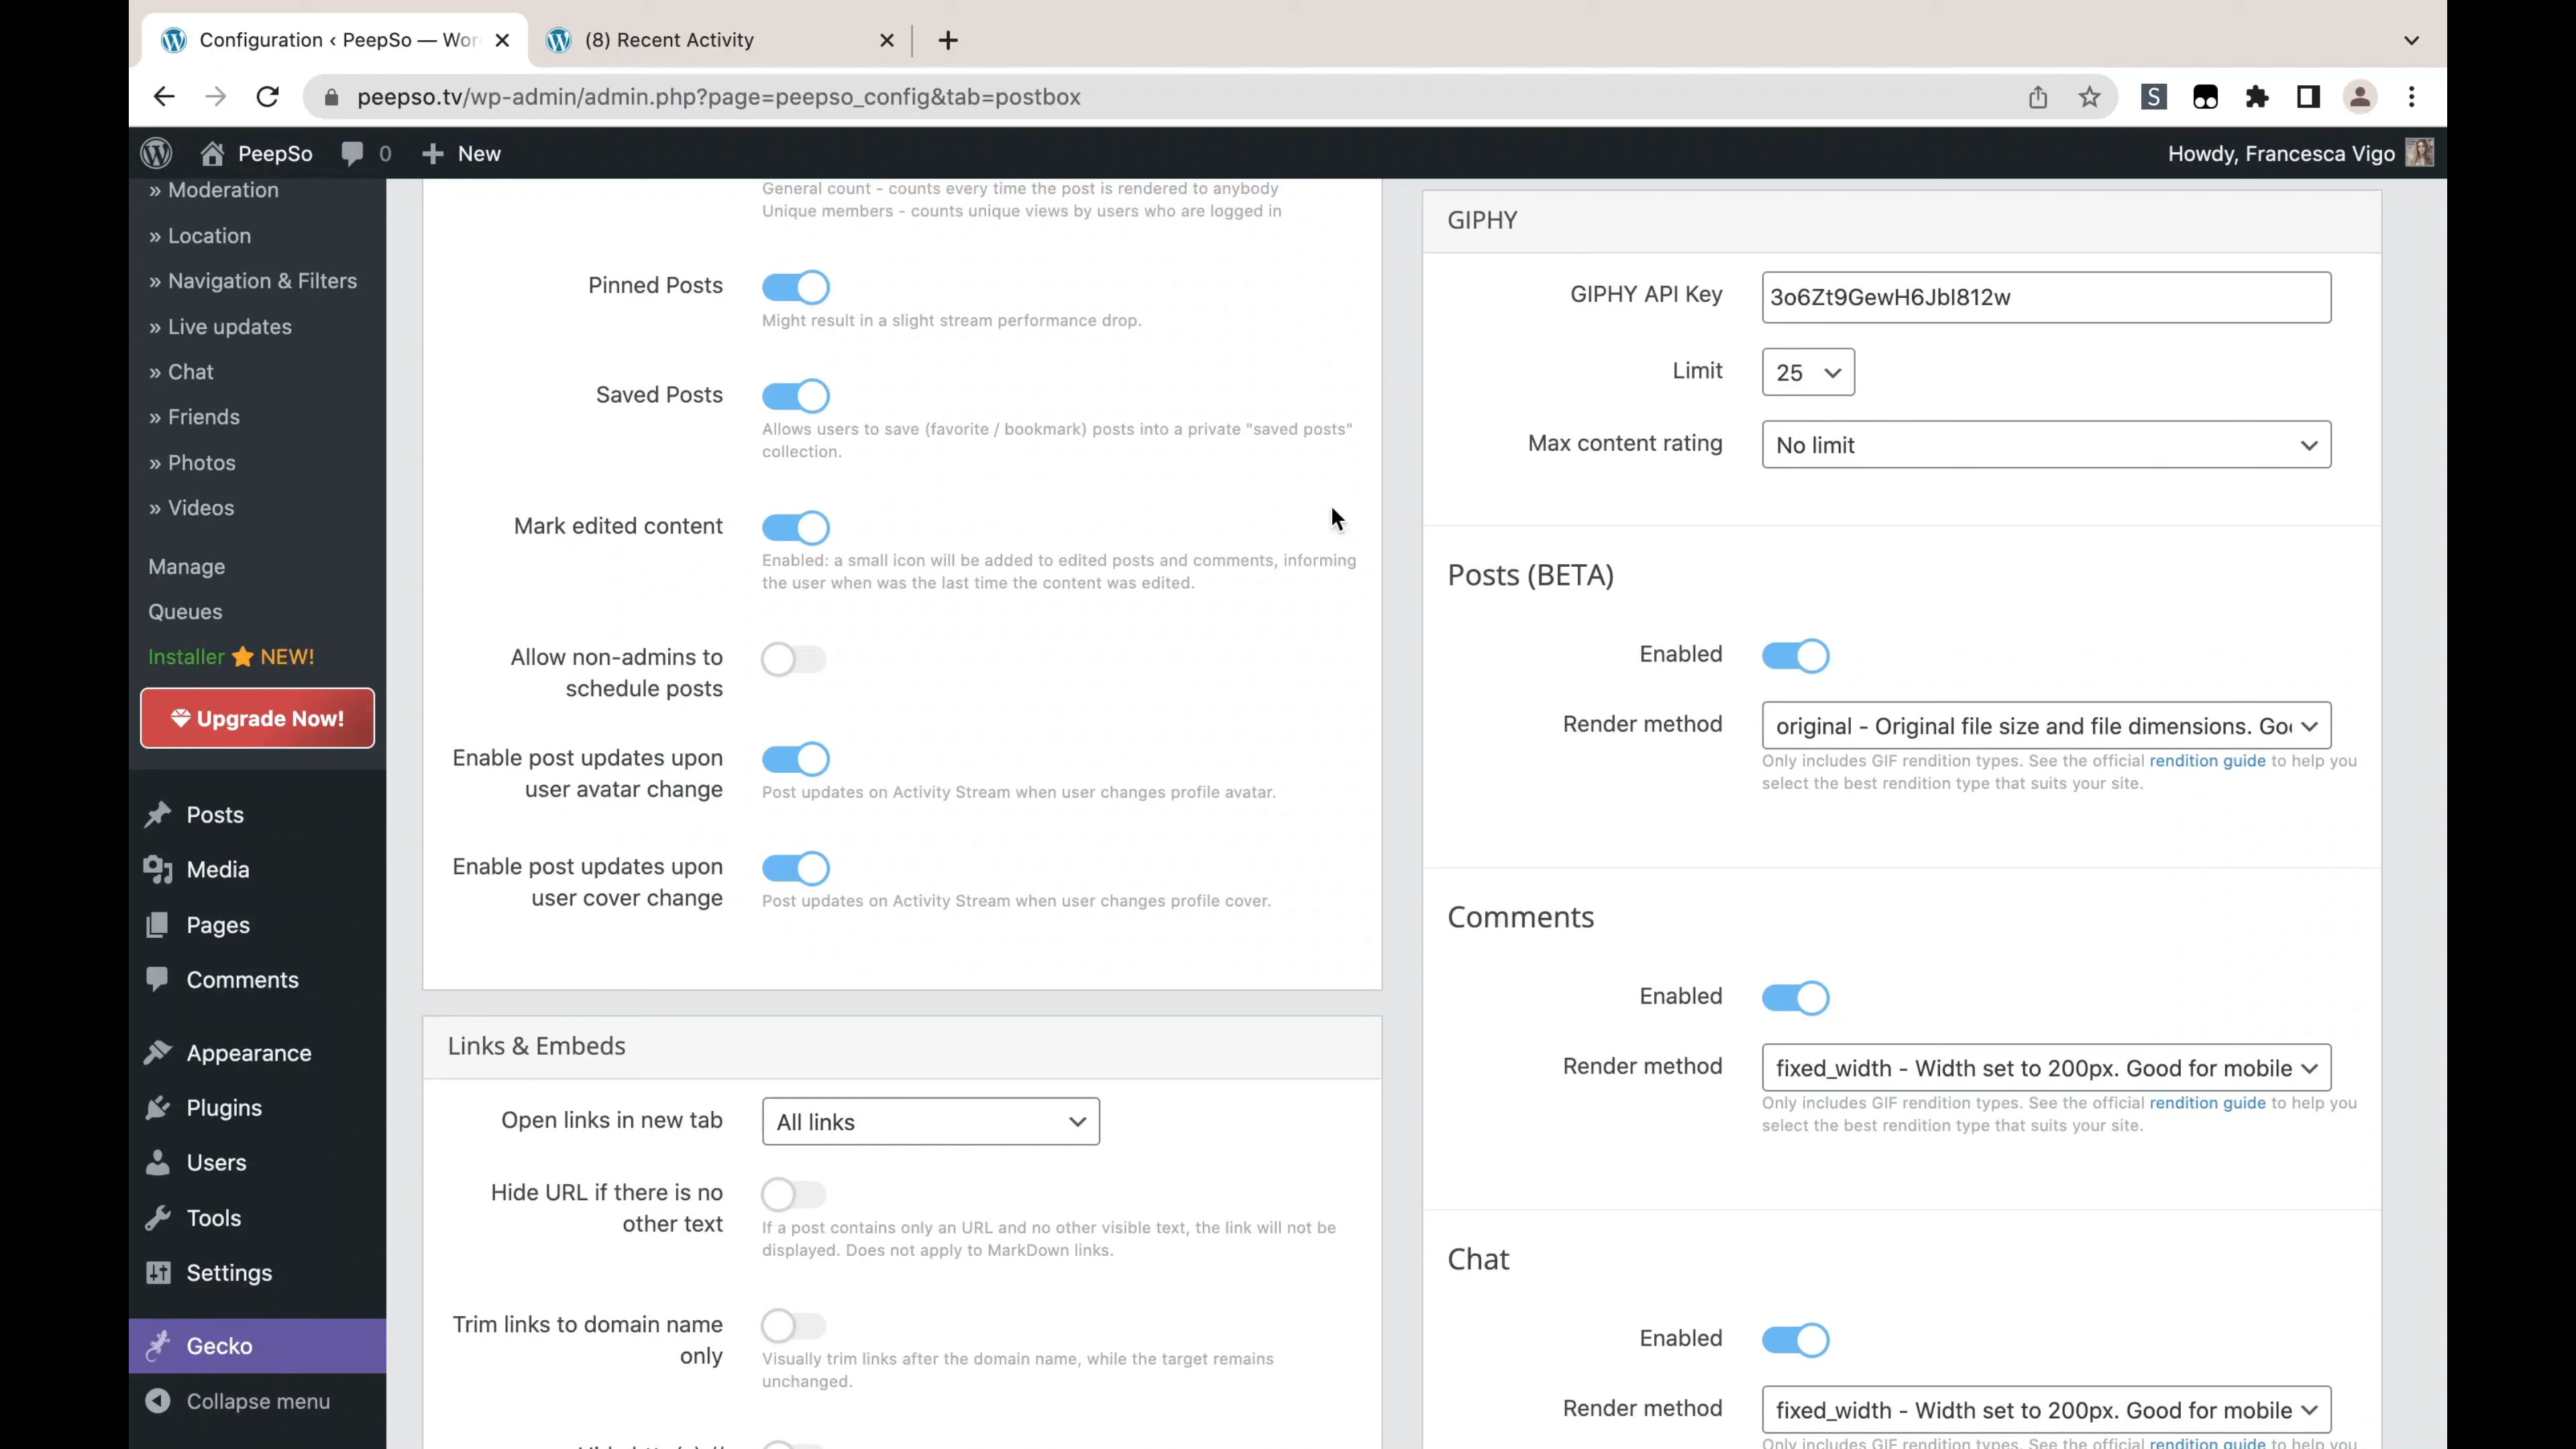 Configuration ‹ PeepSo — Wor
(8) Recent Activity
peepso.tv/wp-admin/admin.php?page=peepso_config&tab=postbox
PeepSo
0
New
Howdy, Francesca Vigo
» Moderation
» Location
» Navigation & Filters
» Live updates
» Chat
» Friends
» Photos
» Videos
Manage
Queues
Installer NEW!
Upgrade Now!
Posts
Media
Pages
Comments
Appearance
Plugins
Users
Tools
Settings
Gecko
Collapse menu
General count - counts every time the post is rendered to anybody
Unique members - counts unique views by users who are logged in
Pinned Posts
Might result in a slight stream performance drop.
Saved Posts
Allows users to save (favorite / bookmark) posts into a private "saved posts"
collection.
Mark edited content
Enabled: a small icon will be added to edited posts and comments, informing
the user when was the last time the content was edited.
Allow non-admins to
schedule posts
Enable post updates upon
user avatar change
Post updates on Activity Stream when user changes profile avatar.
Enable post updates upon
user cover change
Post updates on Activity Stream when user changes profile cover.
Links & Embeds
Open links in new tab
All links
Hide URL if there is no
other text
If a post contains only an URL and no other visible text, the link will not be
displayed. Does not apply to MarkDown links.
Trim links to domain name
only
Visually trim links after the domain name, while the target remains
unchanged.
GIPHY
GIPHY API Key
3o6Zt9GewH6JbI812w
Limit
25
Max content rating
No limit
Posts (BETA)
Enabled
Render method
original - Original file size and file dimensions. Go
Only includes GIF rendition types. See the official rendition guide to help you
select the best rendition type that suits your site.
Comments
Enabled
Render method
fixed_width - Width set to 200px. Good for mobile
Only includes GIF rendition types. See the official rendition guide to help you
select the best rendition type that suits your site.
Chat
Enabled
Render method
fixed_width - Width set to 200px. Good for mobile
Only includes GIF rendition types. See the official rendition guide to help you